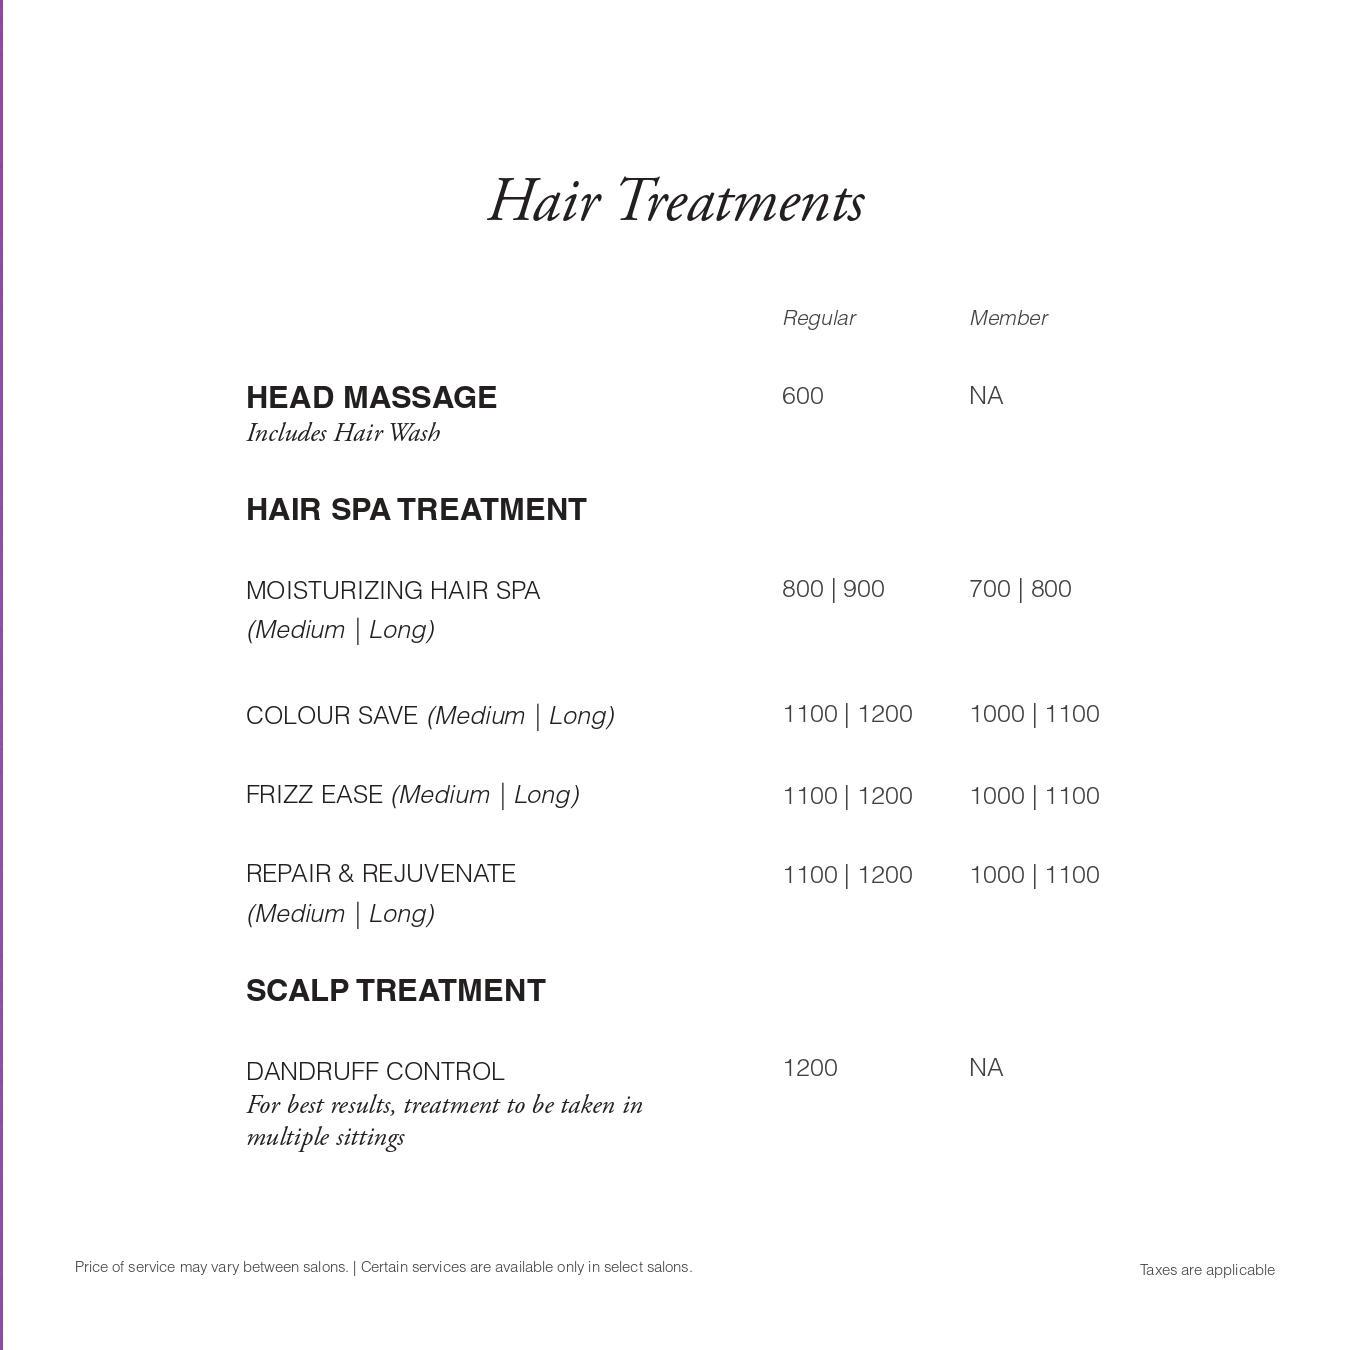 Hair Treatments
Regular Member
HEAD MASSAGE 600 NA
Includes Hair Wash
HAIR SPA TREATMENT
MOISTURIZING HAIR SPA 800 | 900 700 | 800
(Medium | Long)
COLOUR SAVE (Medium | Long) 1100 | 1200 1000 | 1100
FRIZZ EASE (Medium | Long) 1100 | 1200 1000 | 1100
REPAIR & REJUVENATE 1100 | 1200 1000 | 1100
(Medium | Long)
SCALP TREATMENT
DANDRUFF CONTROL 1200 NA
For best results, treatment to be taken in
multiple sittings
Price of service may vary between salons. | Certain services are available only in select salons. Taxes are applicable